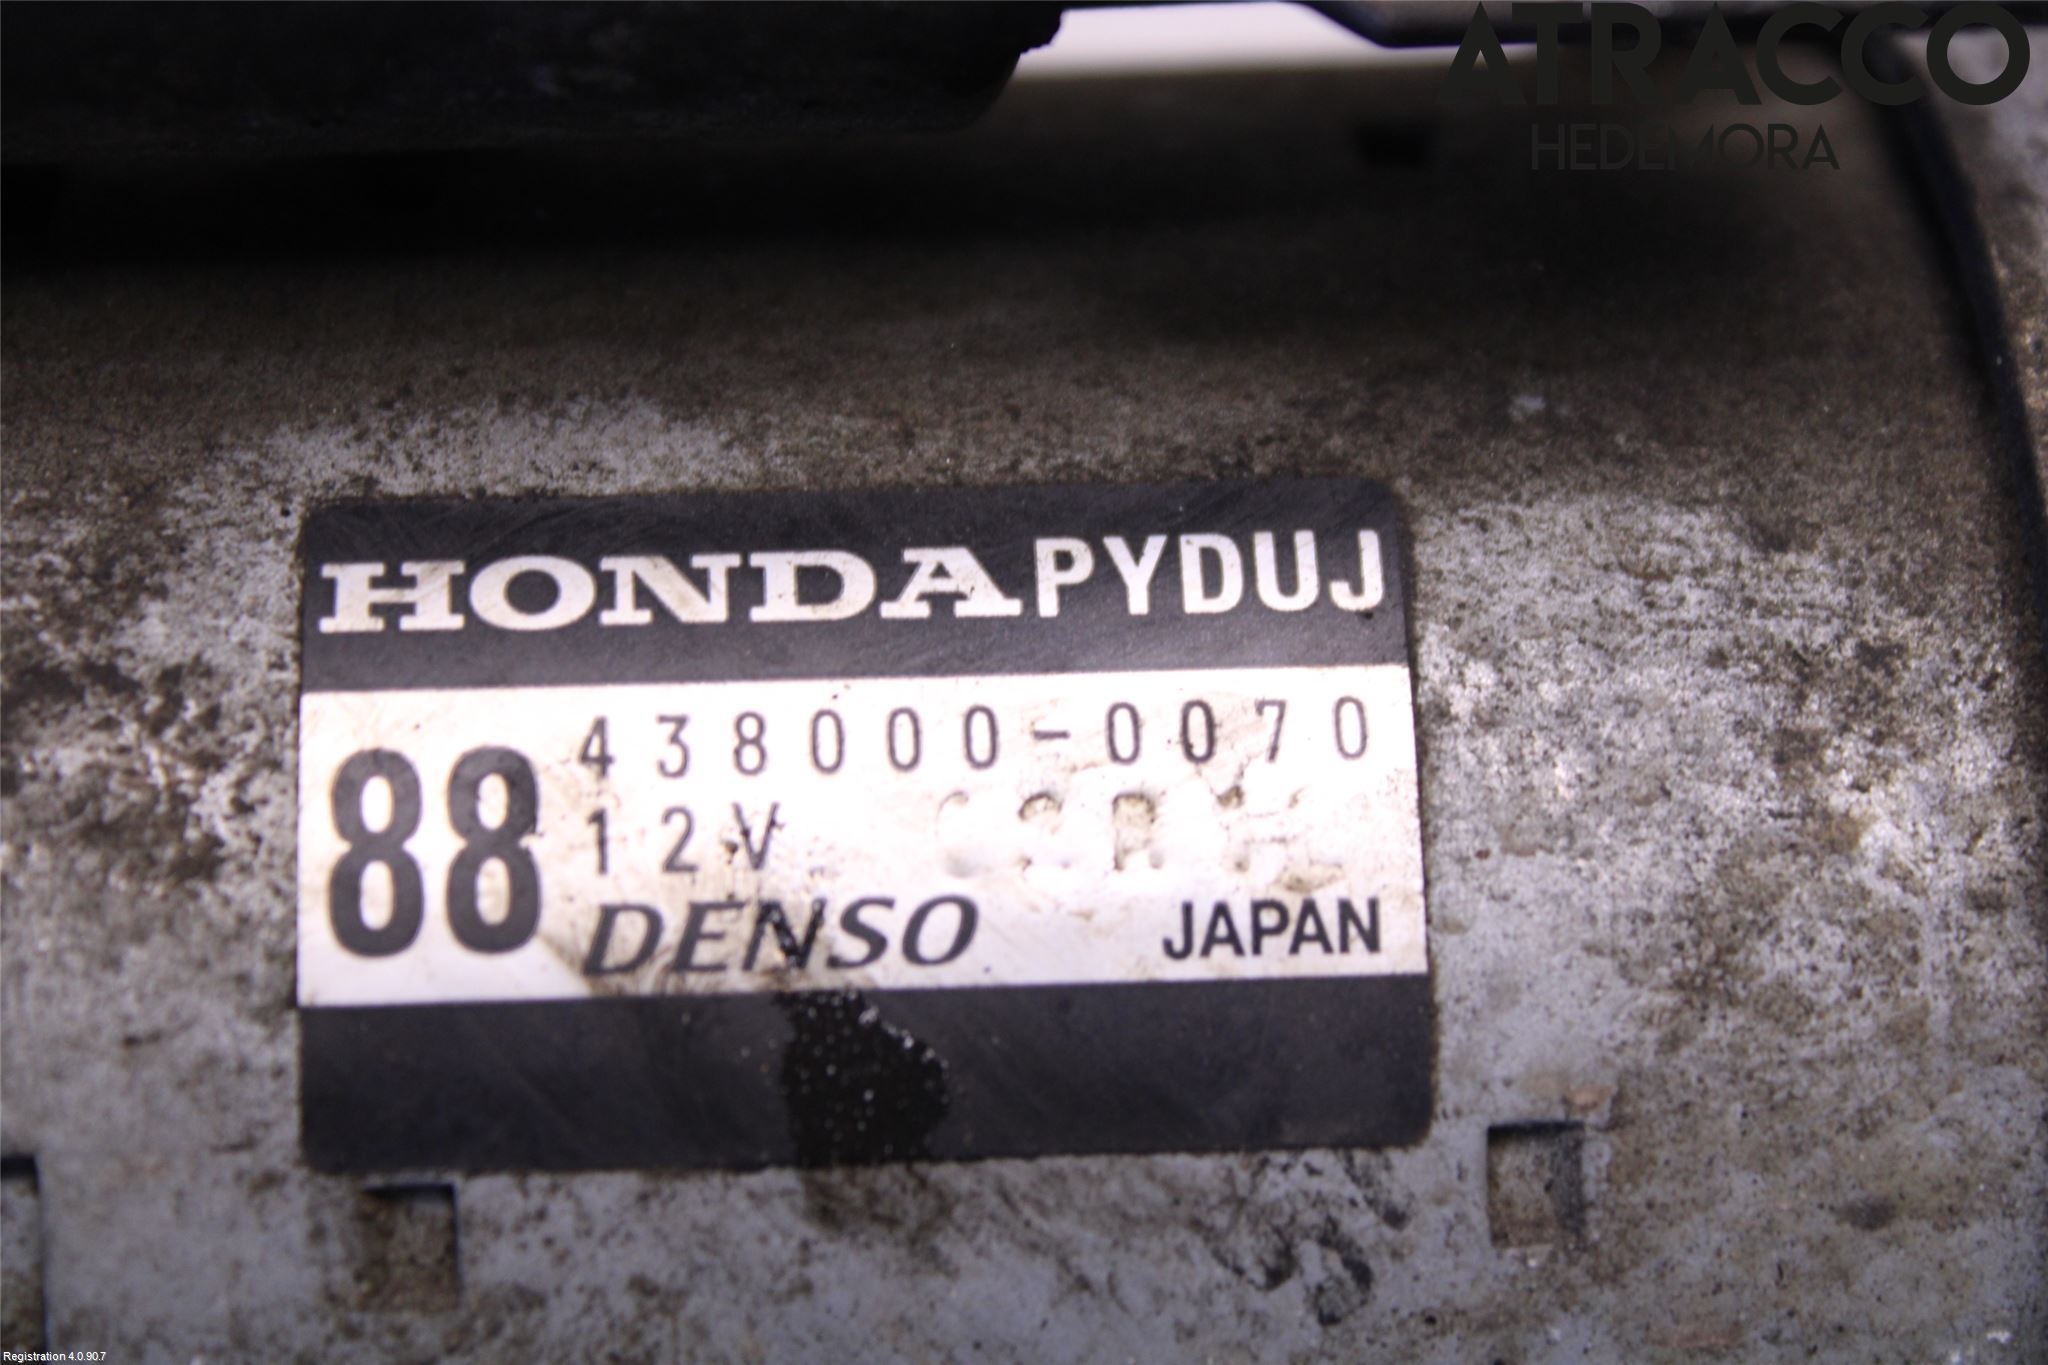 ATRACCO
HEDEMORA
HONDA PYDUJ
88
438000-0070
12V
DENSO JAPAN
Registration 4.0.90.7